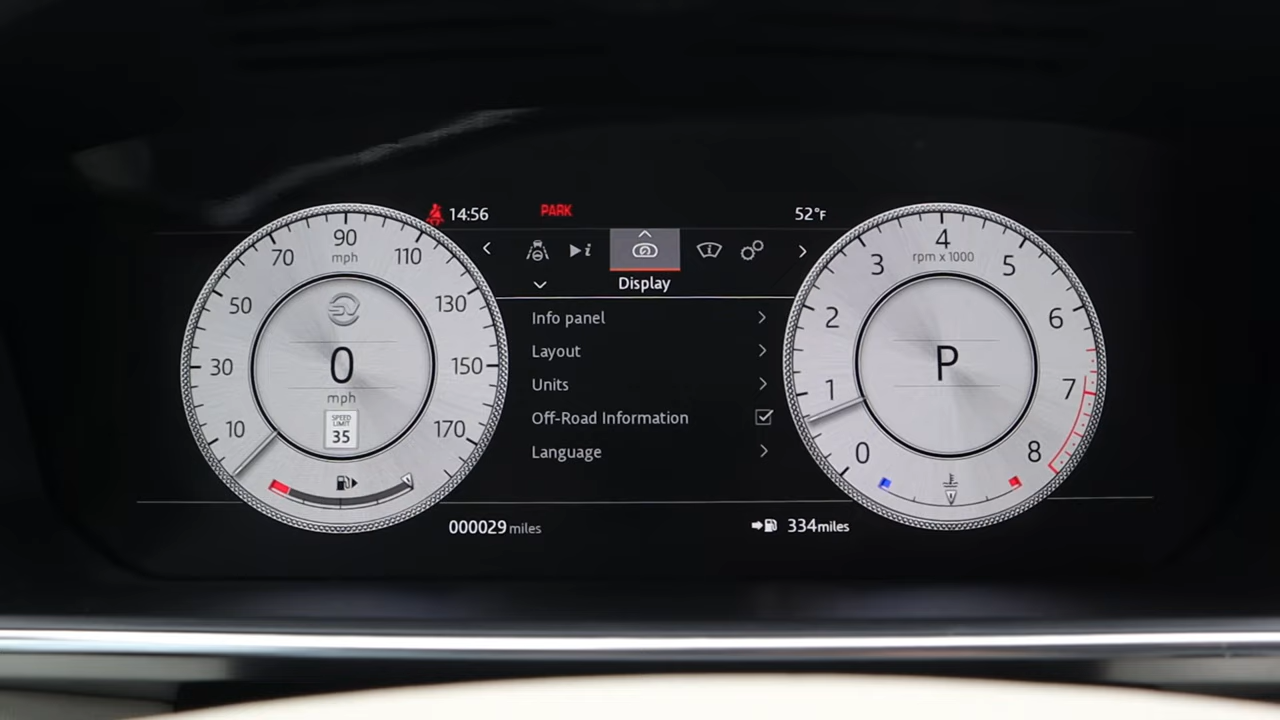 14:56 PARK 52°F
Display
Info panel
Layout
Units
Off-Road Information
Language
000029 miles
334 miles
10
30
50
70
90
mph
110
130
150
170
0
mph
SPEED
LIMIT
35
0
1
2
3
4
rpm x 1000
5
6
7
8
P